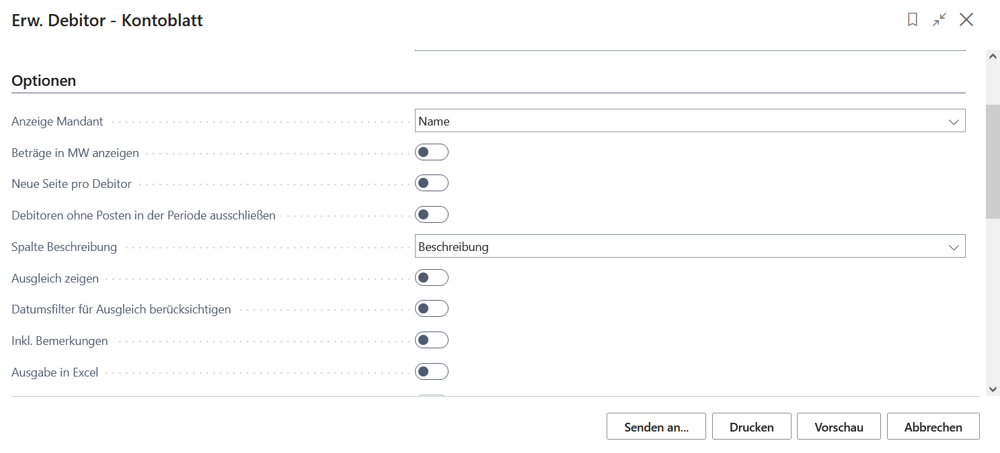 Erw. Debitor - Kontoblatt
Optionen
Anzeige Mandant
Name
Beträge in MW anzeigen
Neue Seite pro Debitor
Debitoren ohne Posten in der Periode ausschließen
Spalte Beschreibung
Beschreibung
Ausgleich zeigen
Datumsfilter für Ausgleich berücksichtigen
Inkl. Bemerkungen
Ausgabe in Excel
Senden an...
Drucken
Vorschau
Abbrechen